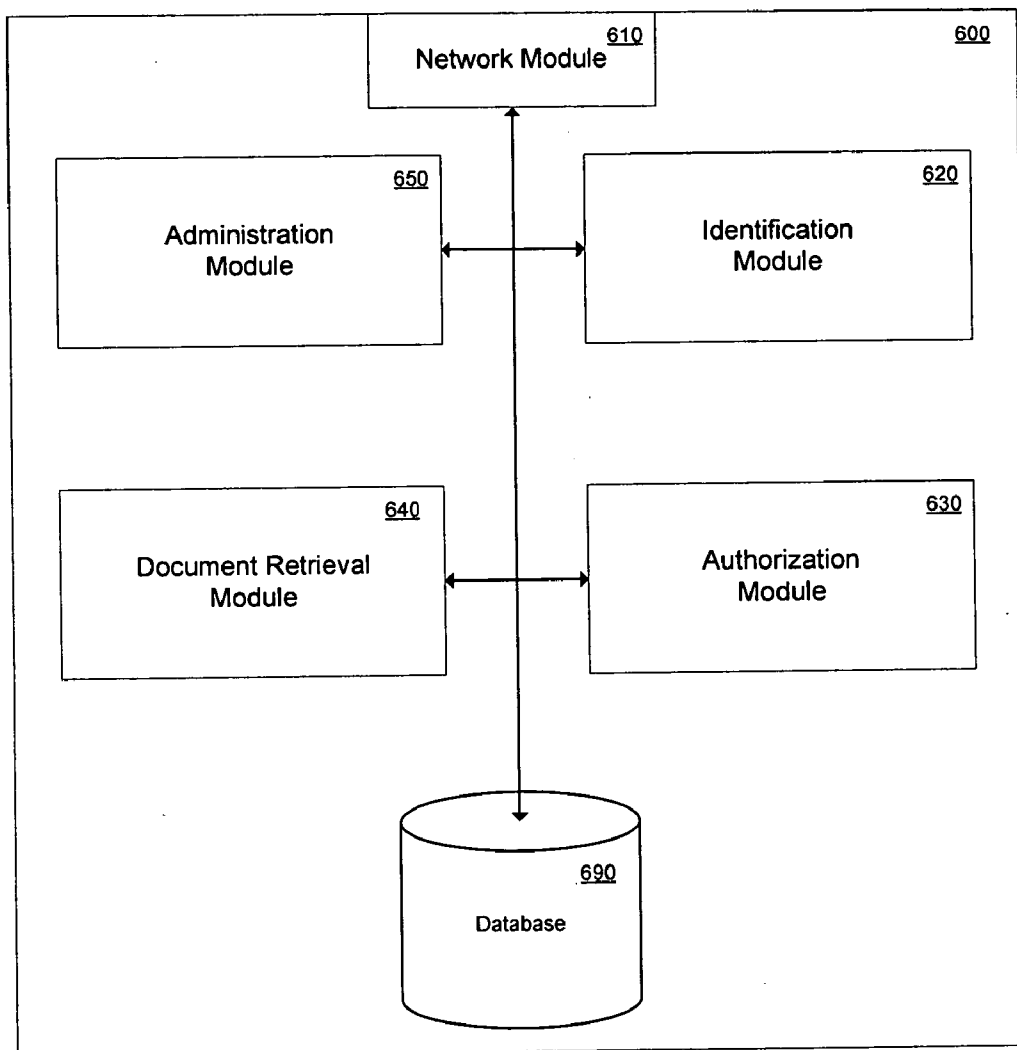 600
610
Network Module
650
Administration
Module
620
Identification
Module
640
Document Retrieval
Module
630
Authorization
Module
690
Database